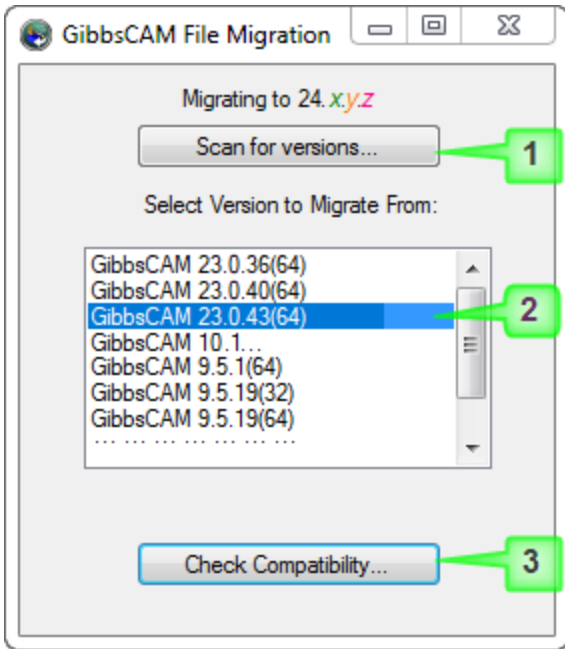 GibbsCAM File Migration
Migrating to 24.x.y.z
Scan for versions...
1
Select Version to Migrate From:
GibbsCAM 23.0.36(64)
GibbsCAM 23.0.40(64)
GibbsCAM 23.0.43(64)
2
GibbsCAM 10.1...
GibbsCAM 9.5.1(64)
GibbsCAM 9.5.19(32)
GibbsCAM 9.5.19(64)
... ... ... ... ... ... ...
Check Compatibility...
3